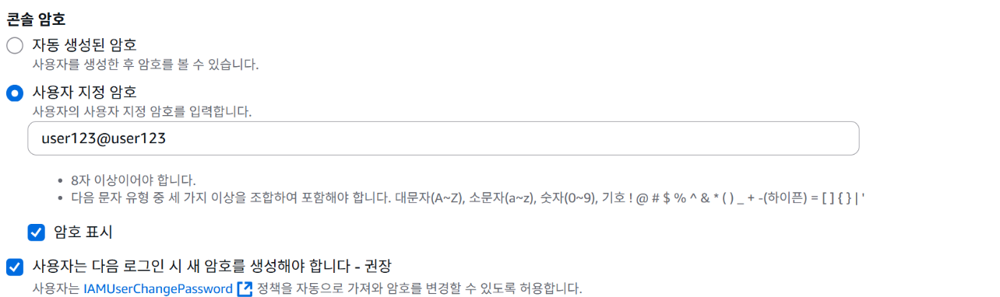 콘솔 암호
자동 생성된 암호
사용자를 생성한 후 암호를 볼 수 있습니다.
사용자 지정 암호
사용자의 사용자 지정 암호를 입력합니다.
user123@user123
• 8자 이상이어야 합니다.
• 다음 문자 유형 중 세 가지 이상을 조합하여 포함해야 합니다. 대문자(A~Z), 소문자(a~z), 숫자(0~9), 기호 ! @ # $ % ^ & * ( ) _ + -(하이픈) = [ ] { } | '
암호 표시
사용자는 다음 로그인 시 새 암호를 생성해야 합니다 - 권장
사용자는 IAMUserChangePassword 정책을 자동으로 가져와 암호를 변경할 수 있도록 허용합니다.